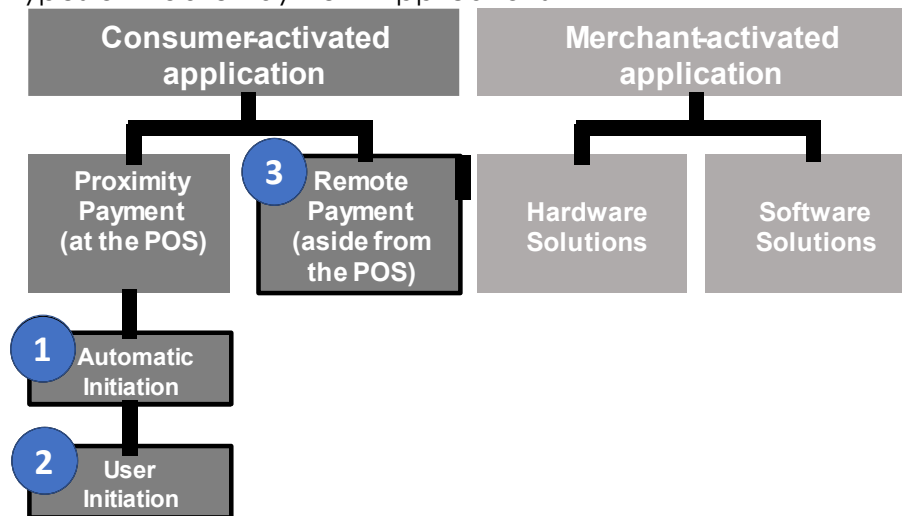 Consumer-activated
application
Merchant-activated
application
3
Proximity
Payment
(at the POS)
Remote
Payment
(aside from
the POS)
Hardware
Solutions
Software
Solutions
1
Automatic
Initiation
2
User
Initiation